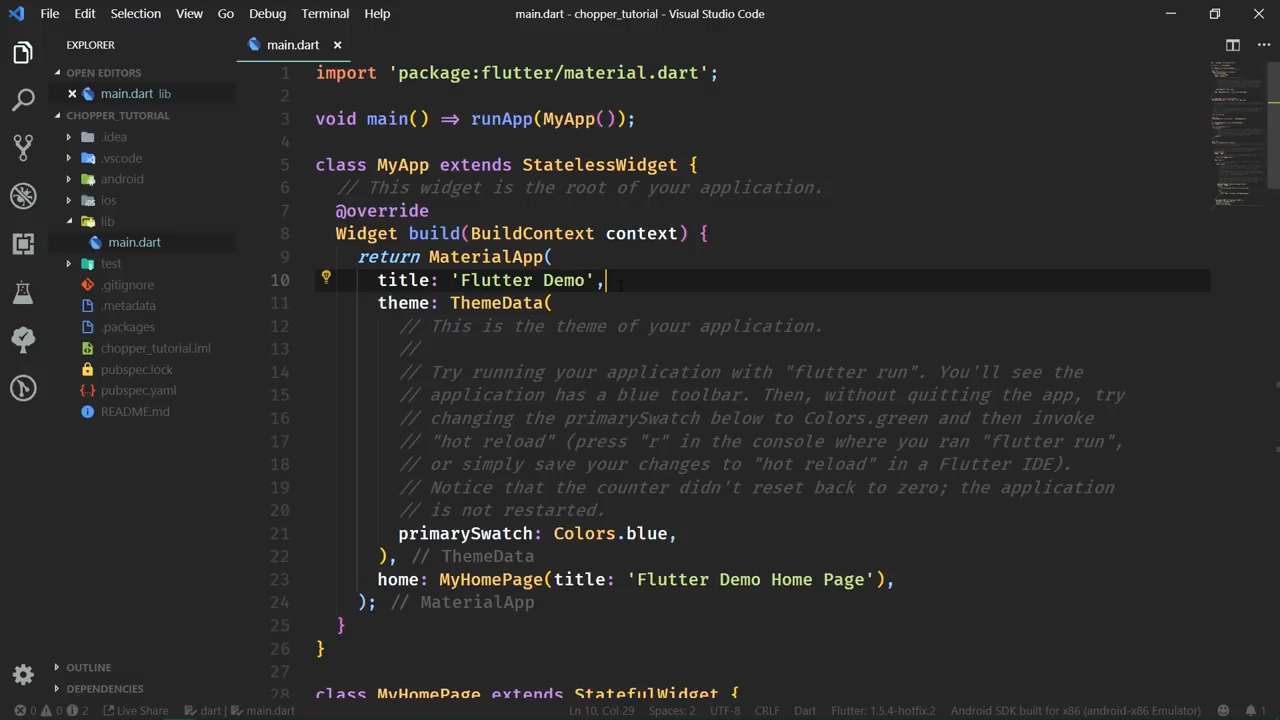 File Edit Selection View Go Debug Terminal Help
main.dart - chopper_tutorial - Visual Studio Code
EXPLORER
OPEN EDITORS
main.dart lib
CHOPPER_TUTORIAL
.idea
.vscode
android
ios
lib
main.dart
test
.gitignore
.metadata
.packages
chopper_tutorial.iml
pubspec.lock
pubspec.yaml
README.md
OUTLINE
DEPENDENCIES
main.dart
1 import 'package:flutter/material.dart';
2
3 void main() => runApp(MyApp());
4
5 class MyApp extends StatelessWidget {
6 // This widget is the root of your application.
7 @override
8 Widget build(BuildContext context) {
9 return MaterialApp(
10 title: 'Flutter Demo',
11 theme: ThemeData(
12 // This is the theme of your application.
13 //
14 // Try running your application with "flutter run". You'll see the
15 // application has a blue toolbar. Then, without quitting the app, try
16 // changing the primarySwatch below to Colors.green and then invoke
17 // "hot reload" (press "r" in the console where you ran "flutter run",
18 // or simply save your changes to "hot reload" in a Flutter IDE).
19 // Notice that the counter didn't reset back to zero; the application
20 // is not restarted.
21 primarySwatch: Colors.blue,
22 ), // ThemeData
23 home: MyHomePage(title: 'Flutter Demo Home Page'),
24 ); // MaterialApp
25 }
26 }
27
28 class MyHomePage extends StatefulWidget {
0 0 2 Live Share dart | main.dart Ln 10, Col 29 Spaces: 2 UTF-8 CRLF Dart Flutter: 1.5.4-hotfix.2 Android SDK built for x86 (android-x86 Emulator) 1